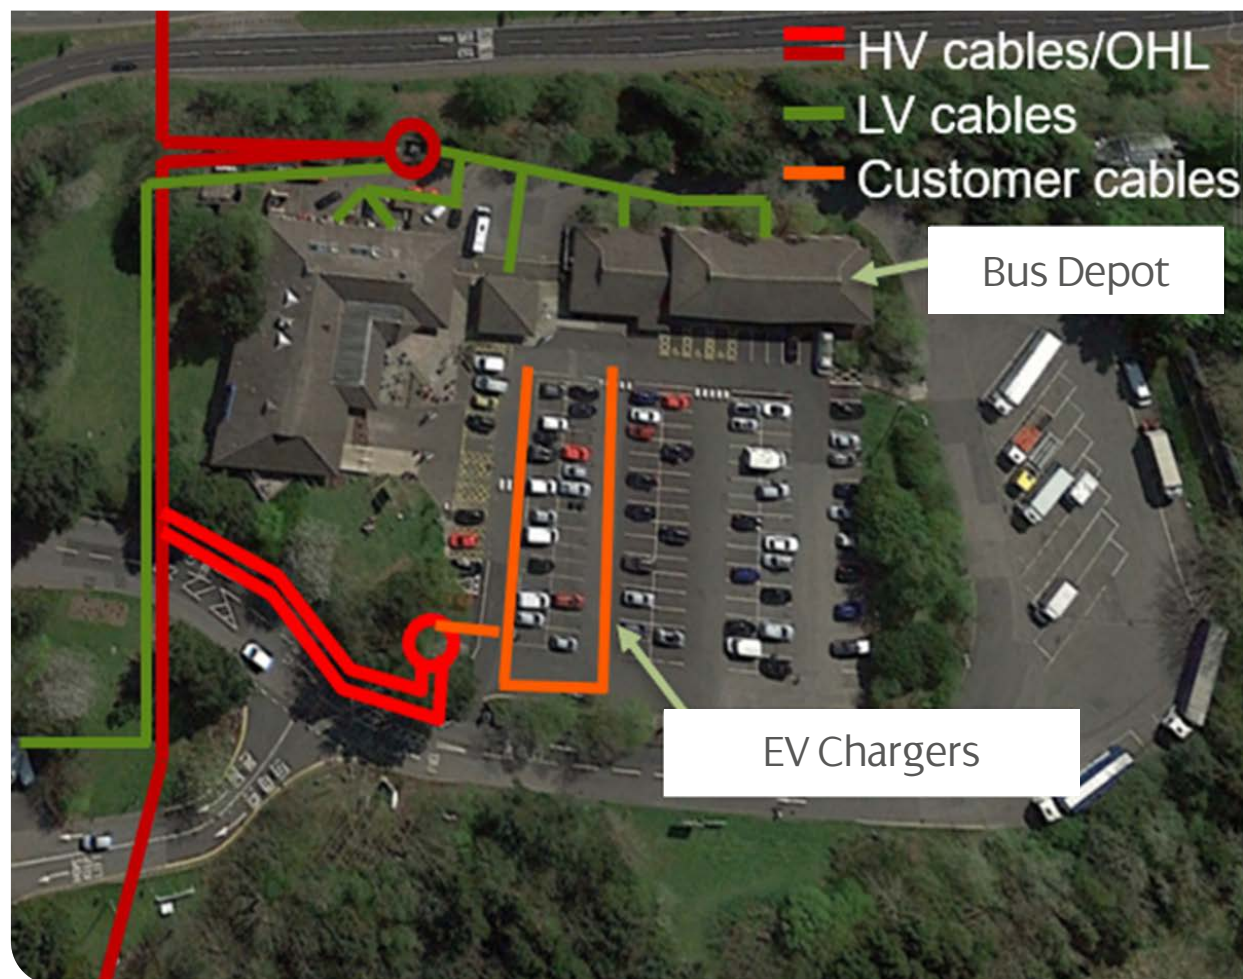 HV cables/OHL
LV cables
Customer cables
Bus Depot
EV Chargers